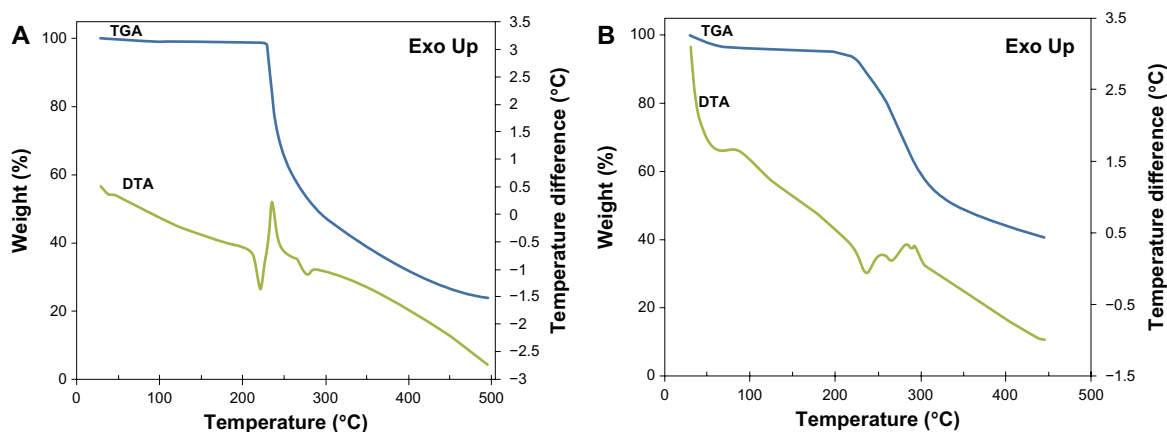 A
TGA
Exo Up
DTA
100
80
60
40
20
0
Weight (%)
3.5
3
2.5
2
1.5
1
0.5
0
−0.5
−1
−1.5
−2
−2.5
−3
Temperature difference (°C)
0 100 200 300 400 500
Temperature (°C)
B
TGA
Exo Up
DTA
100
80
60
40
20
0
Weight (%)
3.5
2.5
1.5
0.5
−0.5
−1.5
Temperature difference (°C)
0 100 200 300 400 500
Temperature (°C)